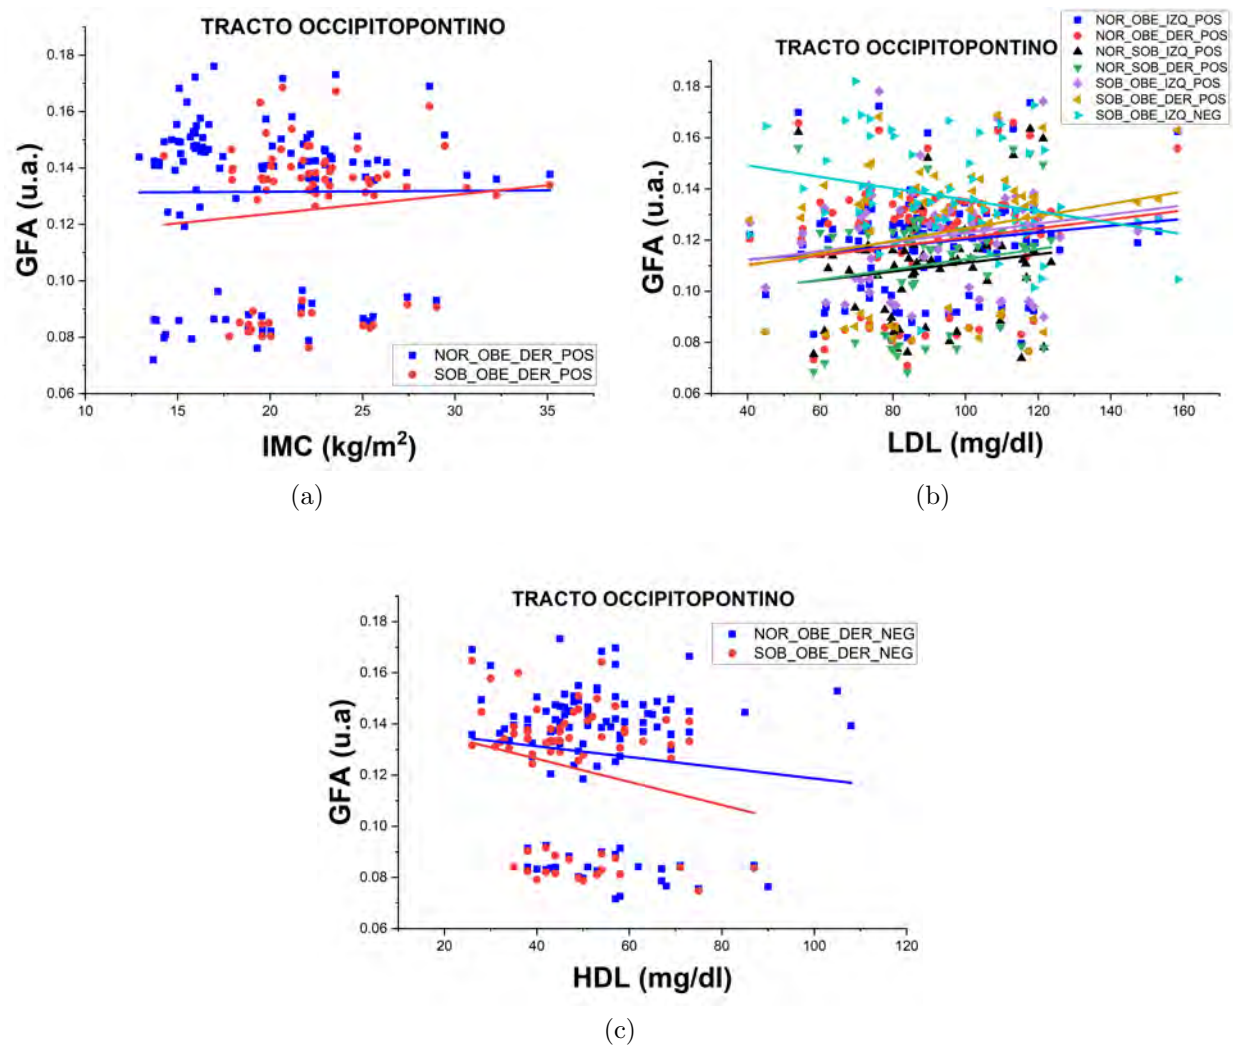 TRACTO OCCIPITOPONTINO
0.18
0.16
0.14
0.12
0.10
0.08
0.06
GFA (u.a.)
10 15 20 25 30 35
IMC (kg/m²)
NOR_OBE_DER_POS
SOB_OBE_DER_POS
(a)
TRACTO OCCIPITOPONTINO
NOR_OBE_IZQ_POS
NOR_OBE_DER_POS
NOR_SOB_IZQ_POS
NOR_SOB_DER_POS
SOB_OBE_IZQ_POS
SOB_OBE_DER_POS
SOB_OBE_IZQ_NEG
0.18
0.16
0.14
0.12
0.10
0.08
0.06
GFA (u.a.)
40 60 80 100 120 140 160
LDL (mg/dl)
(b)
TRACTO OCCIPITOPONTINO
NOR_OBE_DER_NEG
SOB_OBE_DER_NEG
0.18
0.16
0.14
0.12
0.10
0.08
0.06
GFA (u.a)
20 40 60 80 100 120
HDL (mg/dl)
(c)